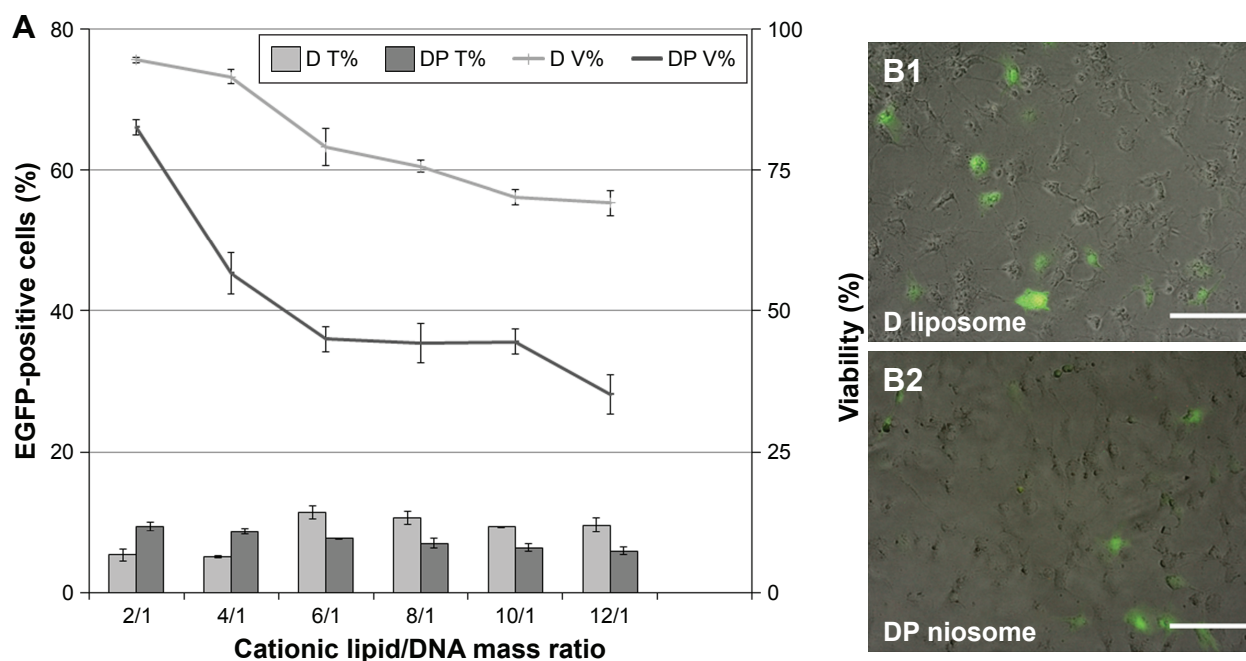 A
80
60
40
20
0
EGFP-positive cells (%)
D T% DP T% D V% DP V%
100
75
50
25
0
Viability (%)
2/1 4/1 6/1 8/1 10/1 12/1
Cationic lipid/DNA mass ratio
B1
D liposome
B2
DP niosome